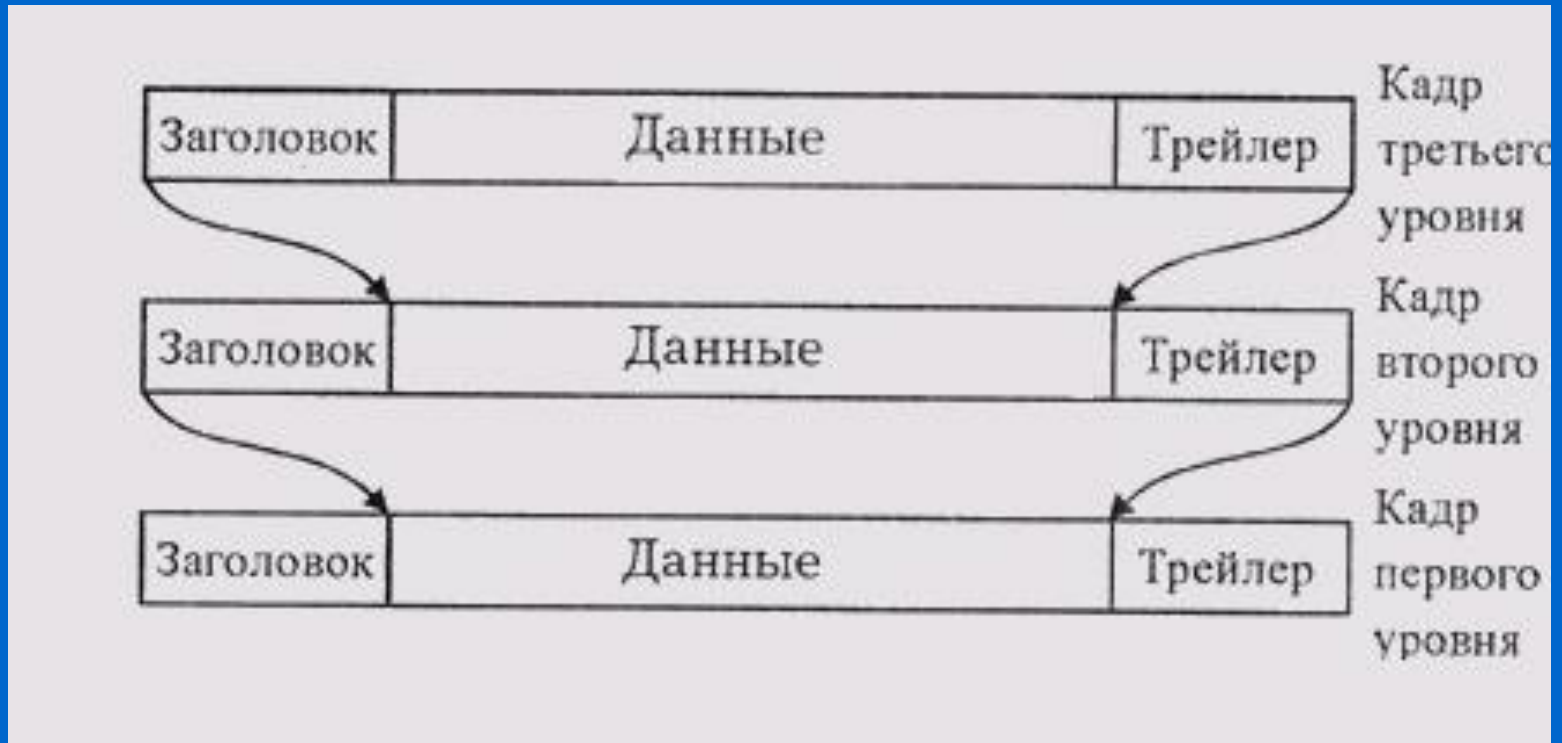 Заголовок Данные Трейлер
Кадр
третьего
уровня
Заголовок Данные Трейлер
Кадр
второго
уровня
Заголовок Данные Трейлер
Кадр
первого
уровня